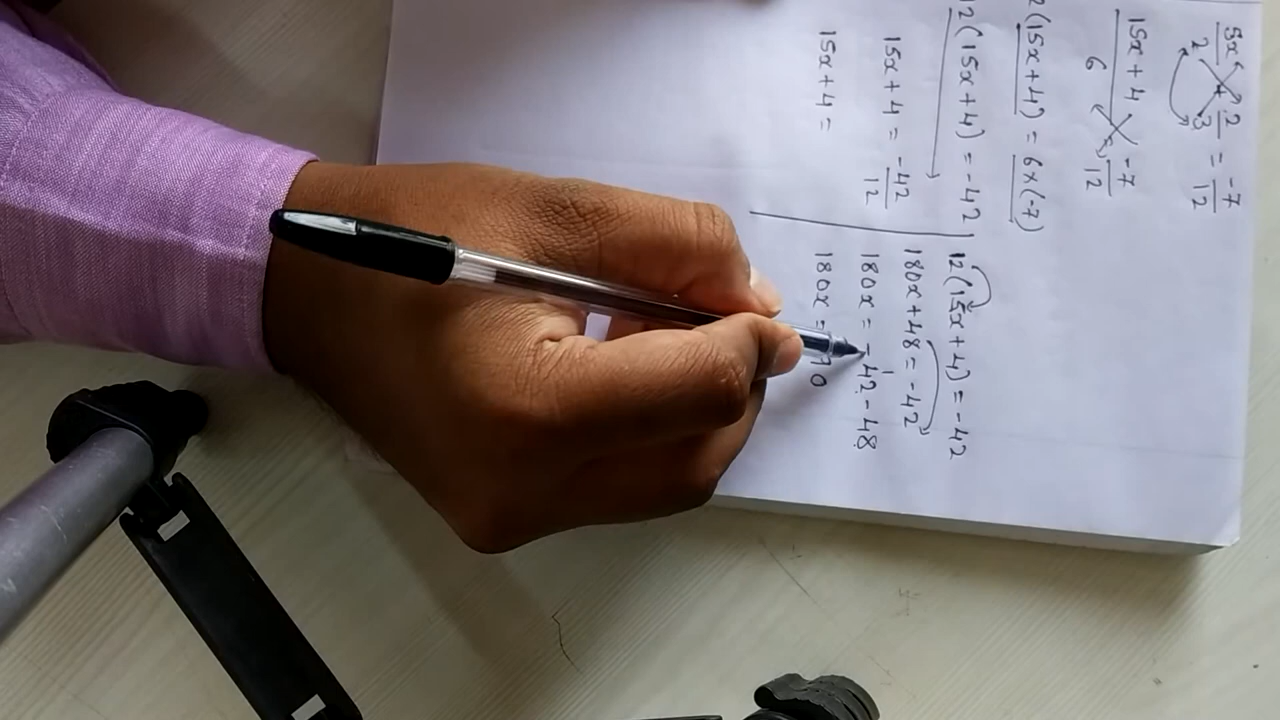 5x/2 + 2/3 = -7/12
15x + 4/6 -7/12
2(15x+4) = 6×(-7)
12(15x+4) = -42
15x + 4 = -42/12
15x + 4 =
12(15x+4) = -42
180x + 48 = -42
180x = -42 - 48
180x = 90